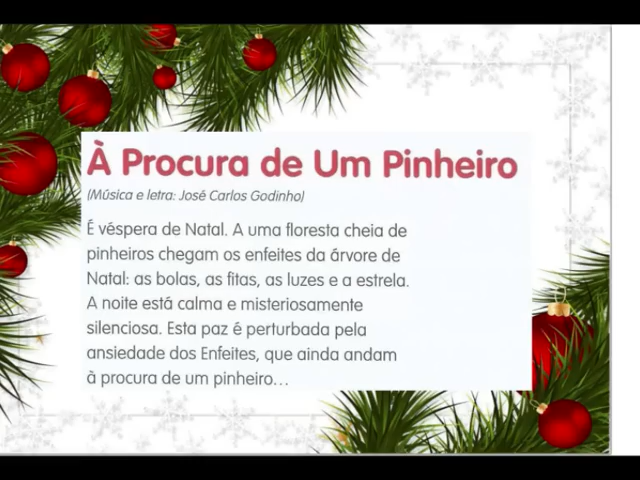 À Procura de Um Pinheiro
(Música e letra: José Carlos Godinho)
É véspera de Natal. A uma floresta cheia de
pinheiros chegam os enfeites da árvore de
Natal: as bolas, as fitas, as luzes e a estrela.
A noite está calma e misteriosamente
silenciosa. Esta paz é perturbada pela
ansiedade dos Enfeites, que ainda andam
à procura de um pinheiro…